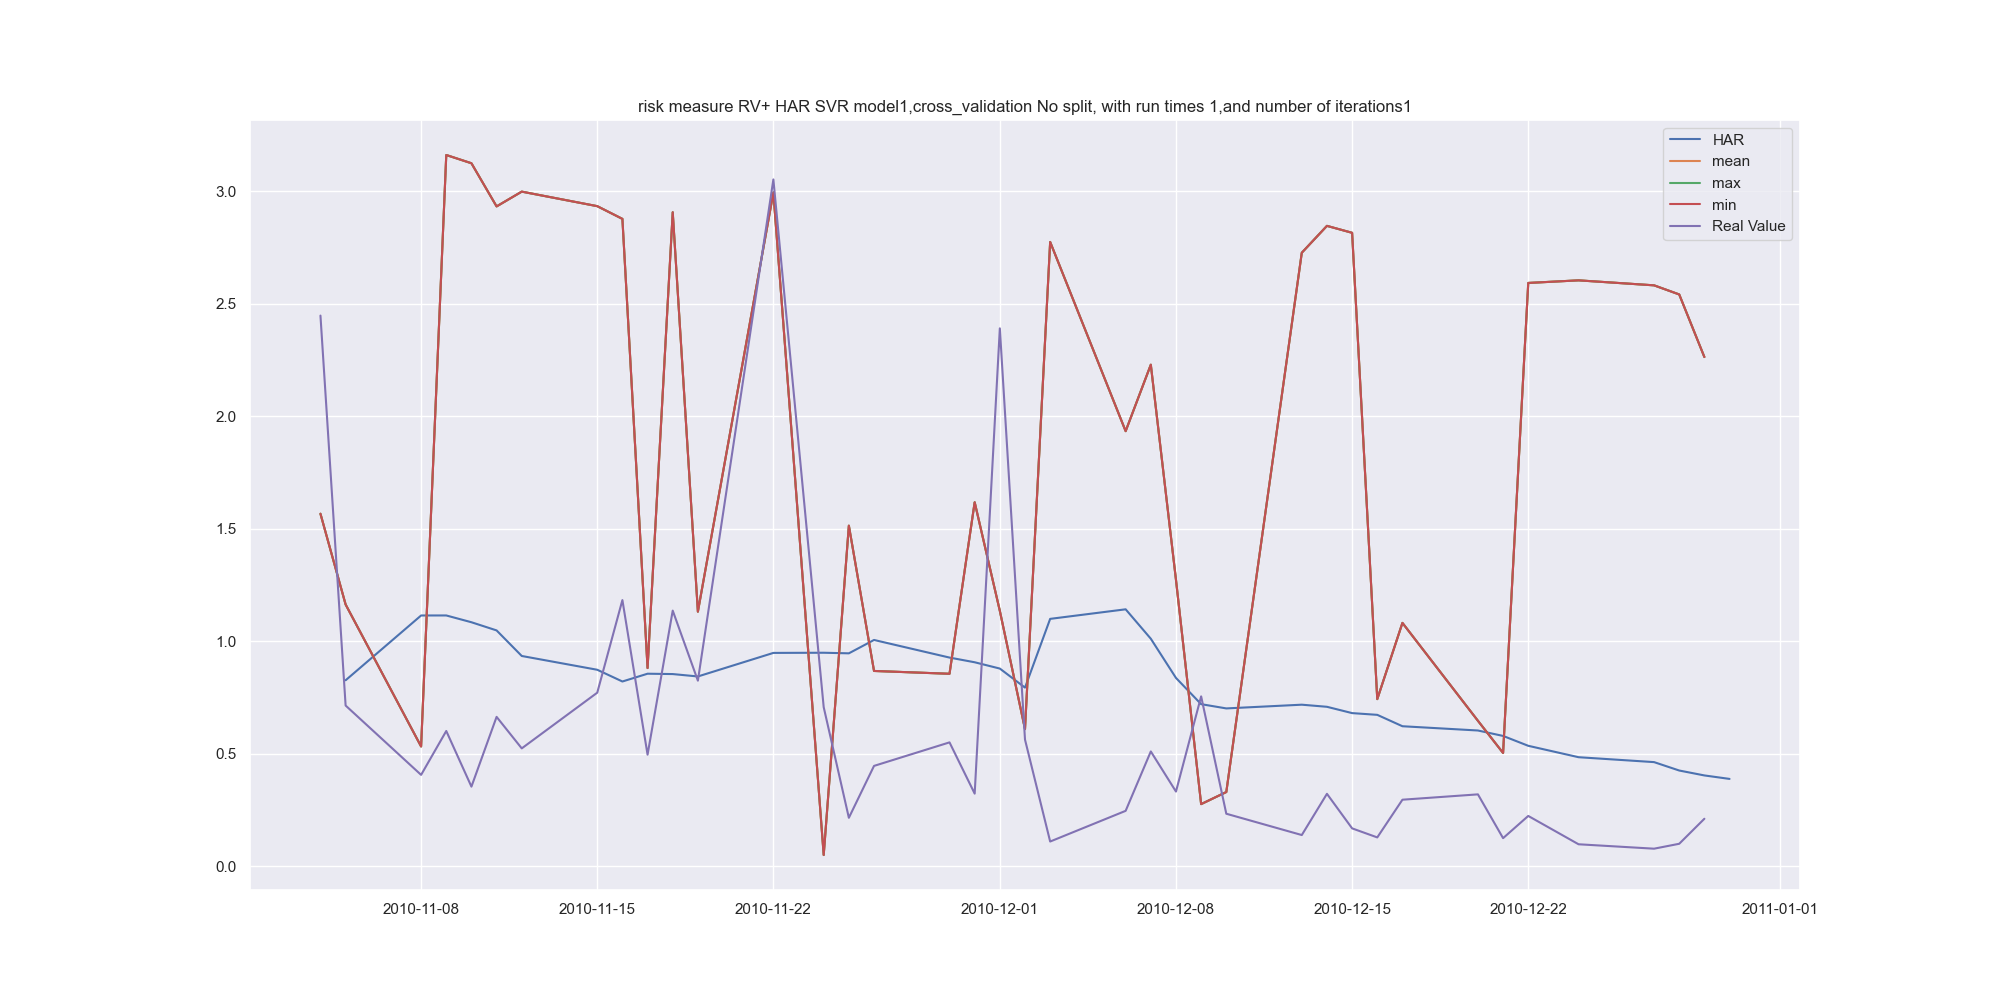 risk measure RV+ HAR SVR model1,cross_validation No split, with run times 1,and number of iterations1
HAR
mean
max
min
Real Value
3.0
2.5
2.0
1.5
1.0
0.5
0.0
2010-11-08
2010-11-15
2010-11-22
2010-12-01
2010-12-08
2010-12-15
2010-12-22
2011-01-01